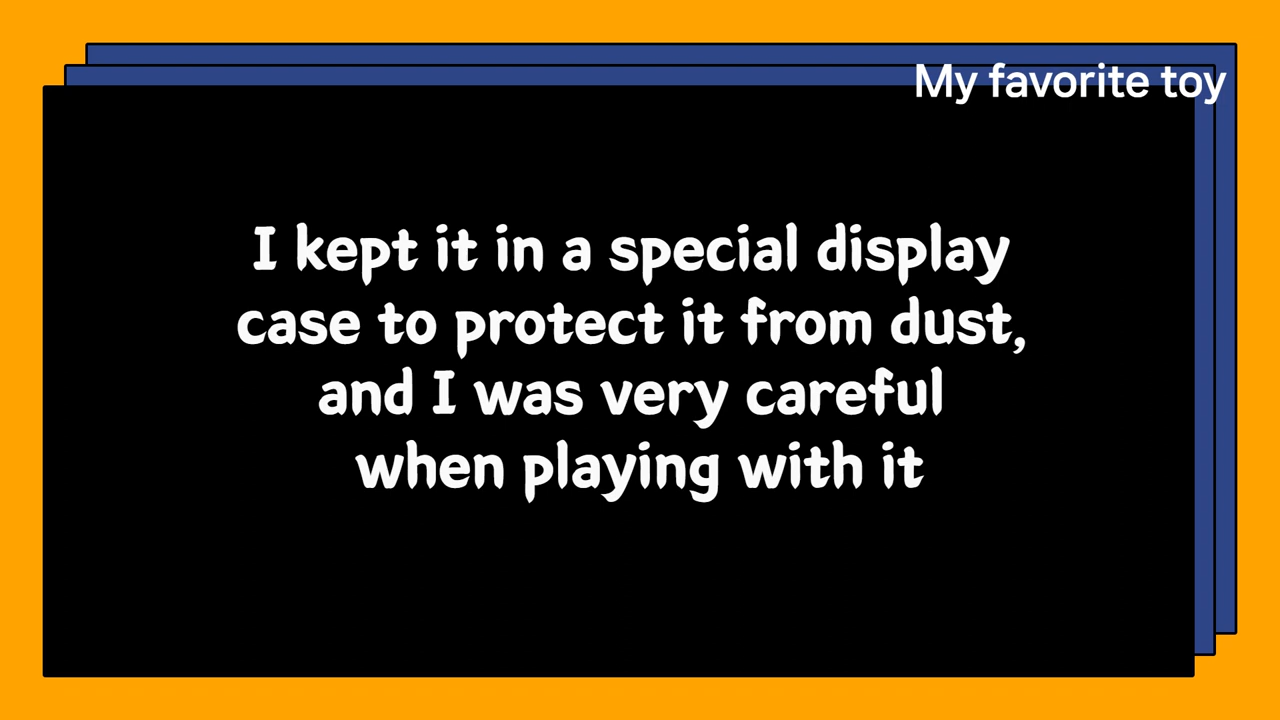 My favorite toy
I kept it in a special display
case to protect it from dust,
and I was very careful
when playing with it